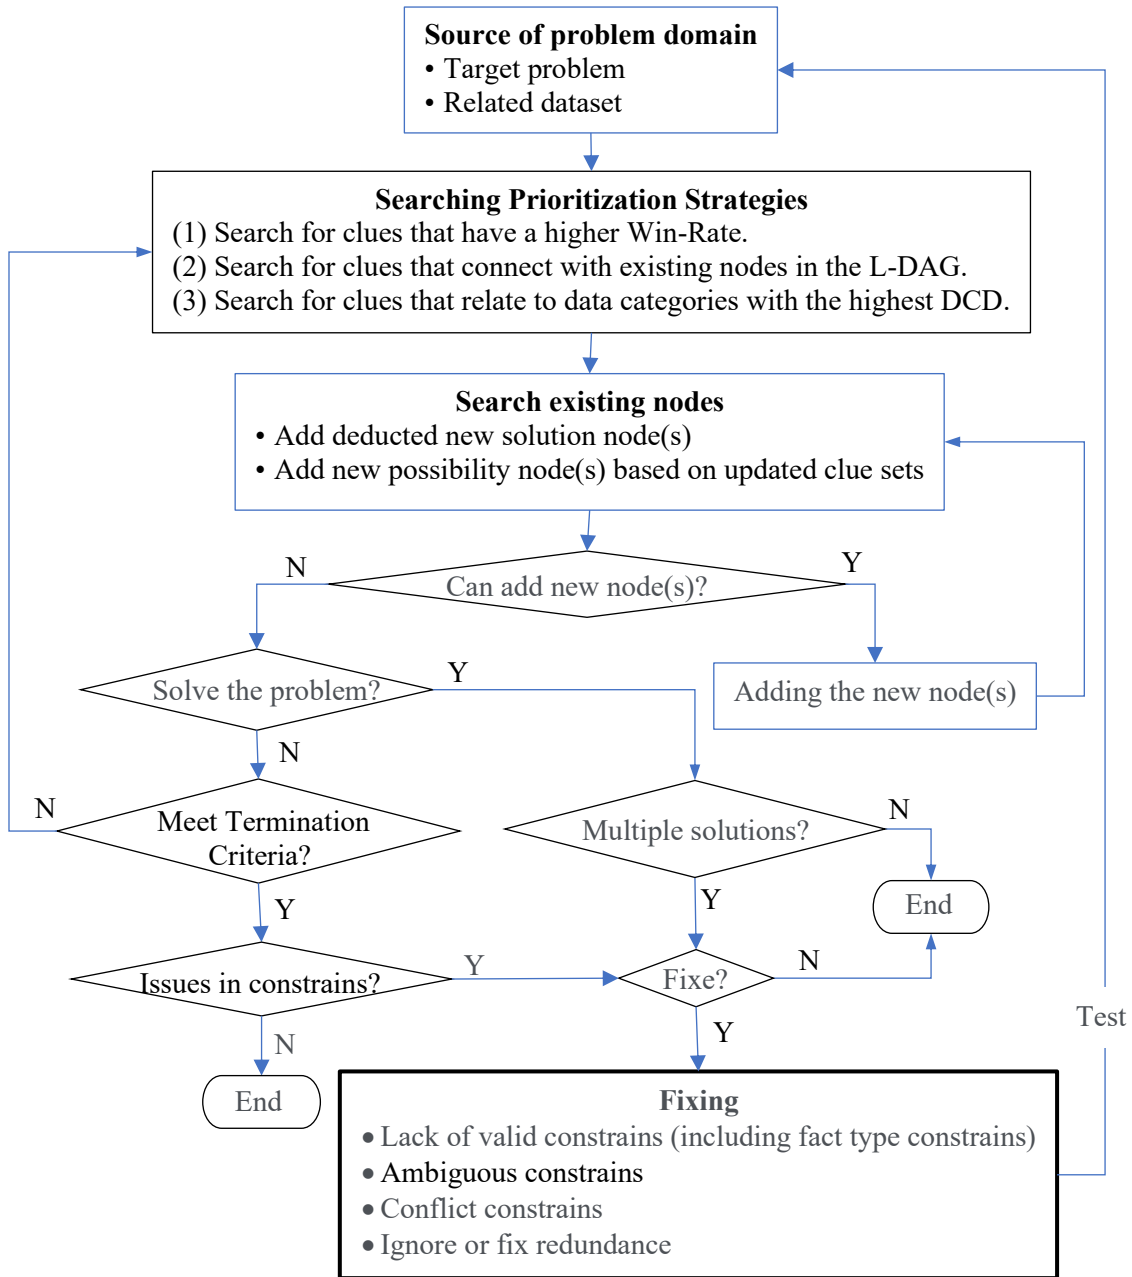 Source of problem domain
• Target problem
• Related dataset
Searching Prioritization Strategies
(1) Search for clues that have a higher Win-Rate.
(2) Search for clues that connect with existing nodes in the L-DAG.
(3) Search for clues that relate to data categories with the highest DCD.
Search existing nodes
• Add deducted new solution node(s)
• Add new possibility node(s) based on updated clue sets
N
Y
Can add new node(s)?
Solve the problem?
Y
Adding the new node(s)
N
N
Meet Termination
Criteria?
Multiple solutions?
N
Y
Y
End
Issues in constrains?
Y
Fixe?
N
N
Y
Test
End
Fixing
• Lack of valid constrains (including fact type constrains)
• Ambiguous constrains
• Conflict constrains
• Ignore or fix redundance